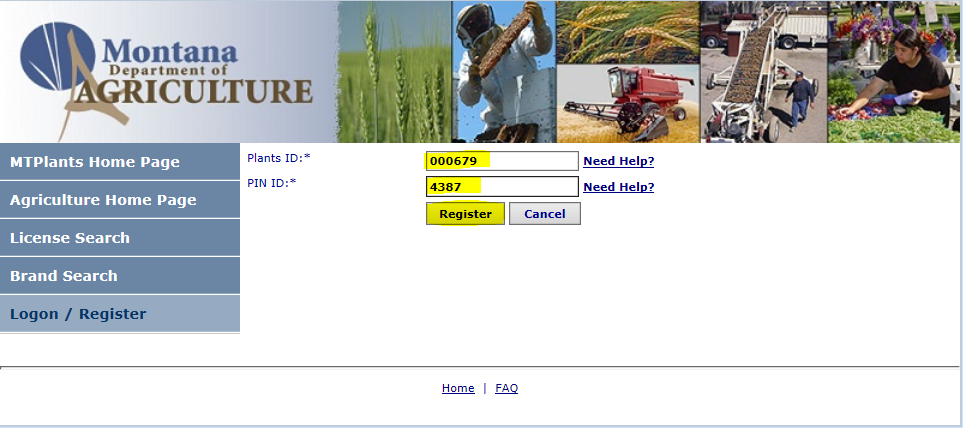 Montana
Department of
AGRICULTURE
MTPlants Home Page
Agriculture Home Page
License Search
Brand Search
Logon / Register
Plants ID:* 000679 Need Help?
PIN ID:* 4387 Need Help?
Register Cancel
Home | FAQ